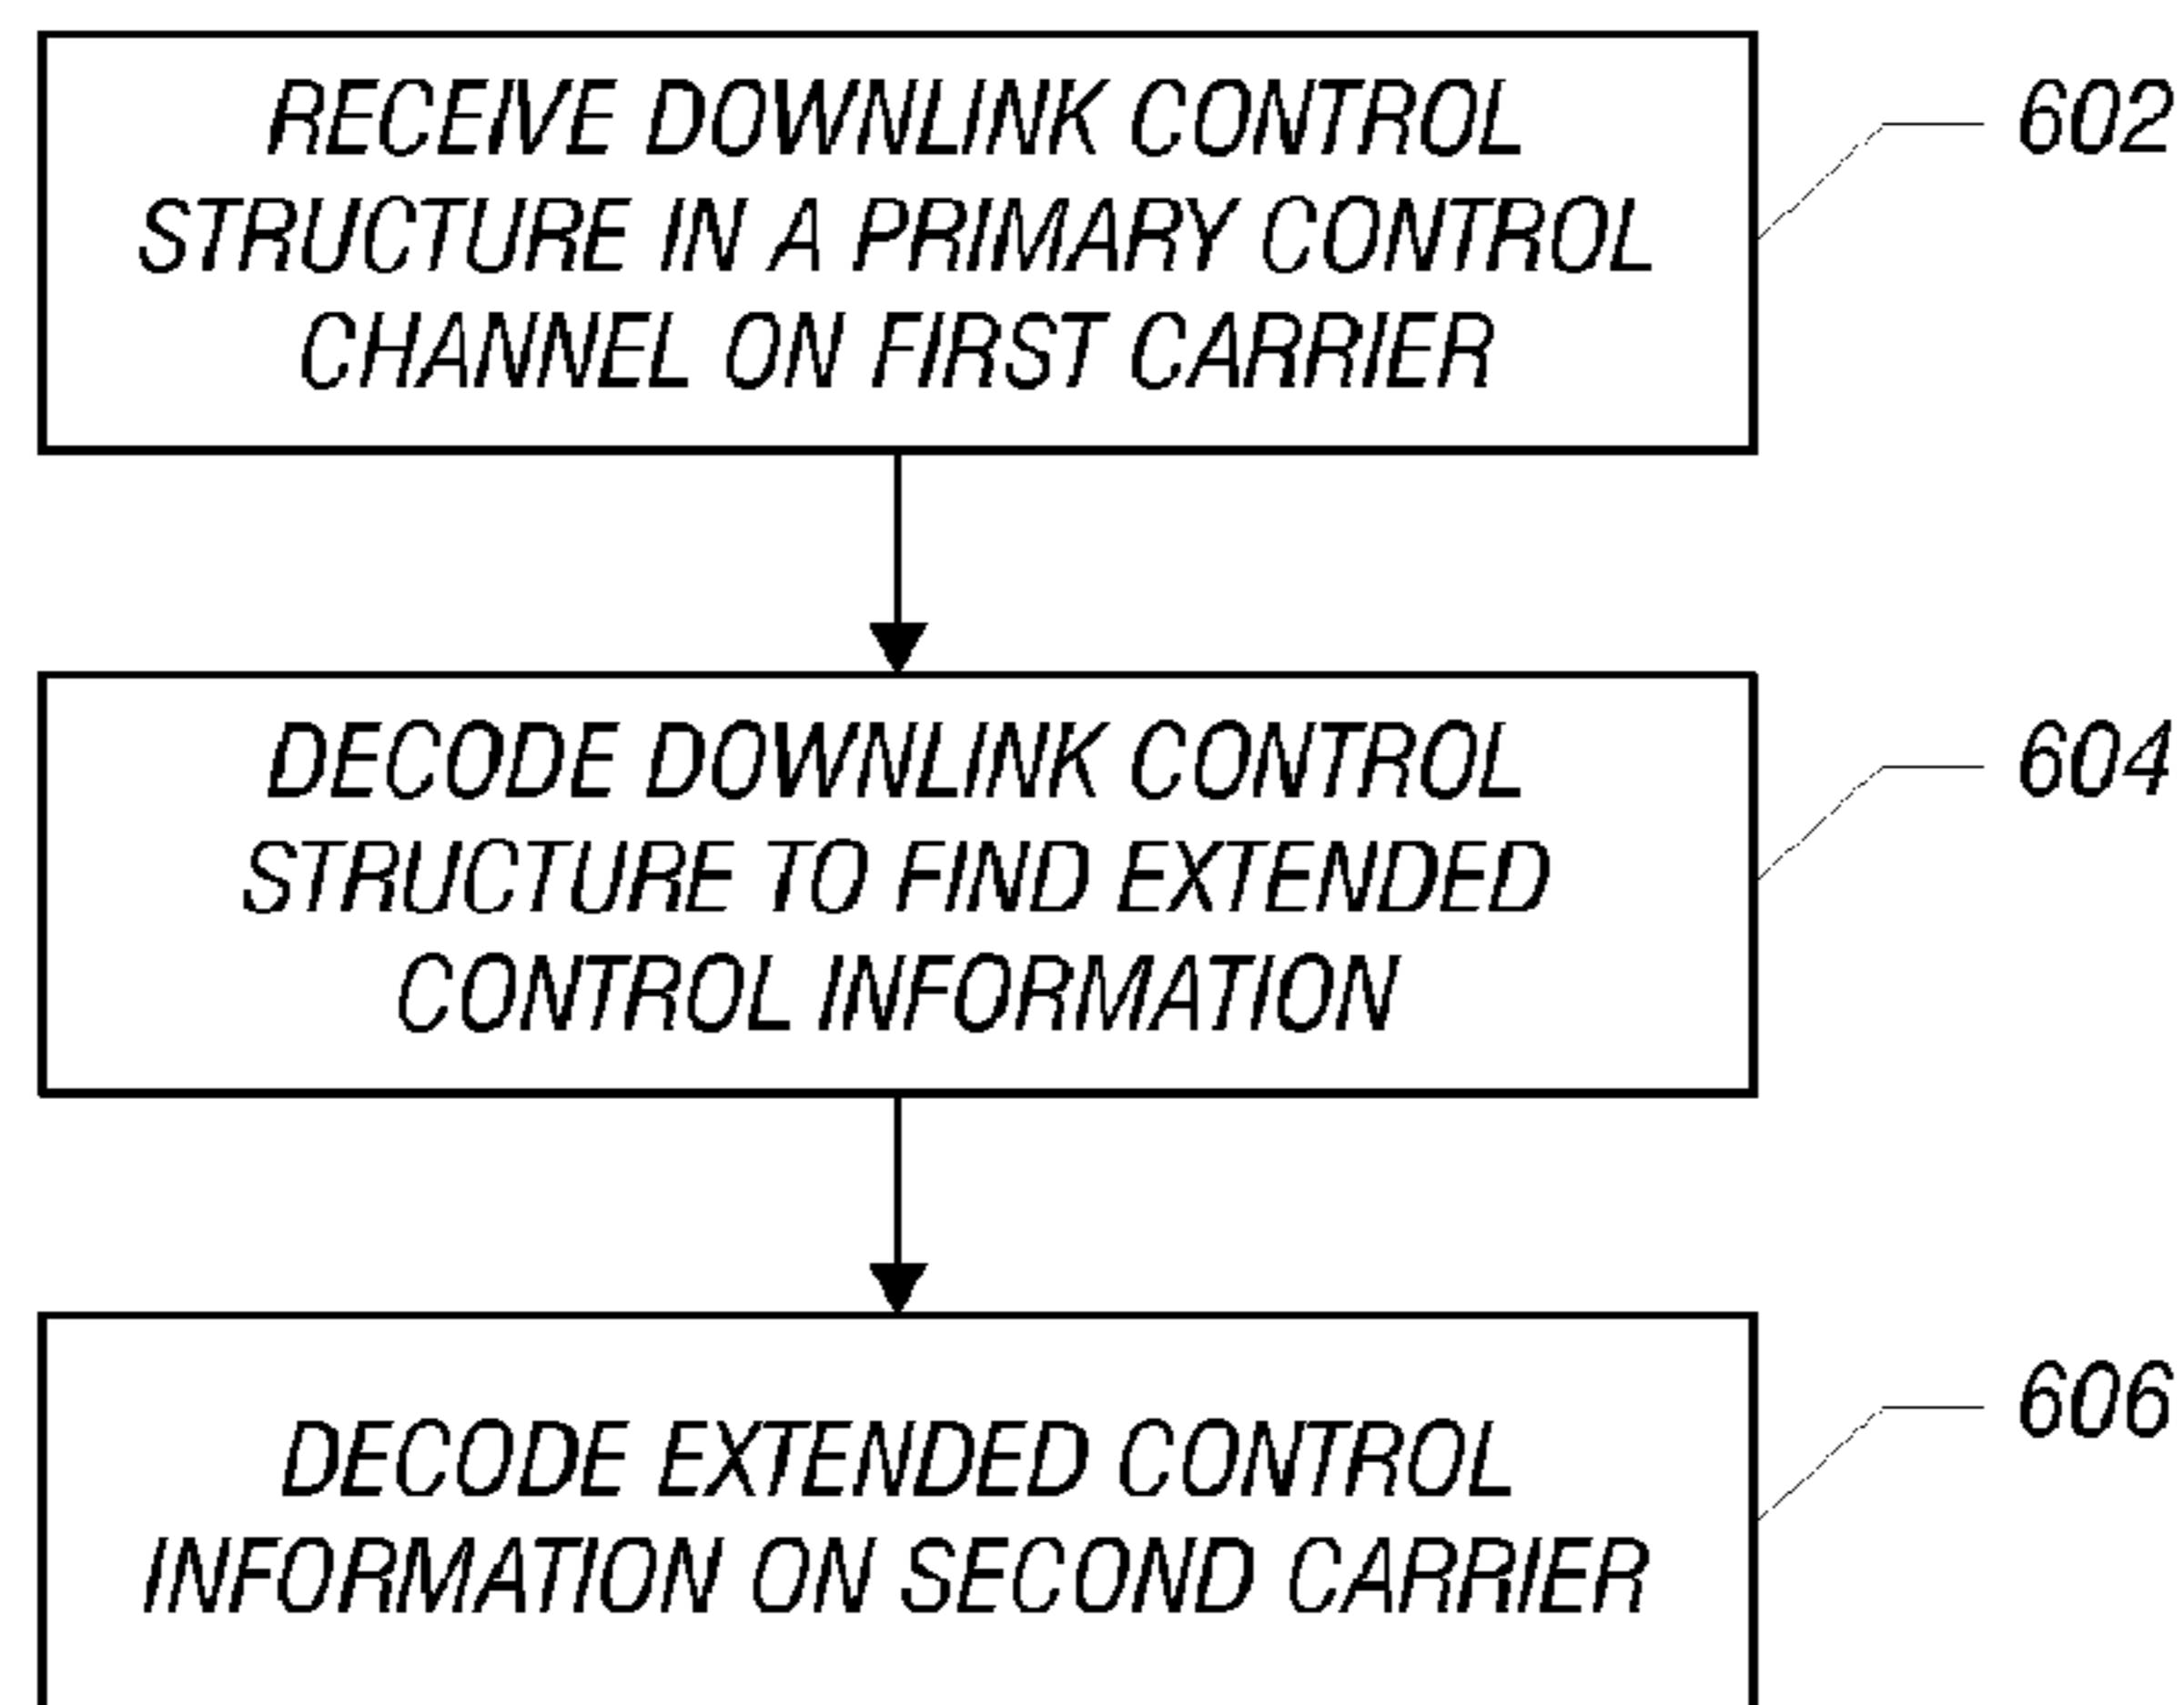 RECEIVE DOWNLINK CONTROL
STRUCTURE IN A PRIMARY CONTROL
CHANNEL ON FIRST CARRIER
602
DECODE DOWNLINK CONTROL
STRUCTURE TO FIND EXTENDED
CONTROL INFORMATION
604
DECODE EXTENDED CONTROL
INFORMATION ON SECOND CARRIER
606